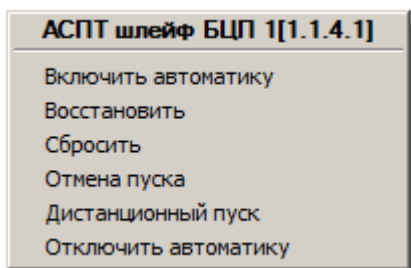 АСПТ шлейф БЦП 1[1.1.4.1]
Включить автоматику
Восстановить
Сбросить
Отмена пуска
Дистанционный пуск
Отключить автоматику